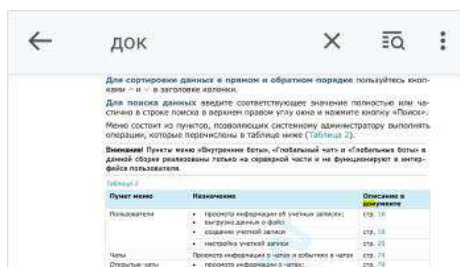 док
Для сортировки данных в прямом и обратном порядке пользуйтесь кноп-
ками и в заголовке колонки.
Для поиска данных введите соответствующее значение полностью или ча-
стично в строке поиска в верхнем правом углу окна и нажмите кнопку «Поиск».
Меню состоит из пунктов, позволяющих системному администратору выполнять
операции, которые перечислены в таблице ниже (Таблица 2).
Внимание! Пункты меню «Внутренние боты», «Глобальный чат» и «Глобальные боты» в
данной сборке реализованы только на серверной части и не функционируют в интер-
фейсе пользователя.
Таблица 2
Пункт меню Назначение Описание в
документе
Пользователи • просмотр информации об учетных записях; стр. 16
• выгрузка данных о файл
• создание учетной записи стр. 18
• настройка учетной записи стр. 20
Чаты Просмотр информации о чатах и событиях в чатах стр. 74
Открытые чаты • просмотр информации о чатах; стр. 78